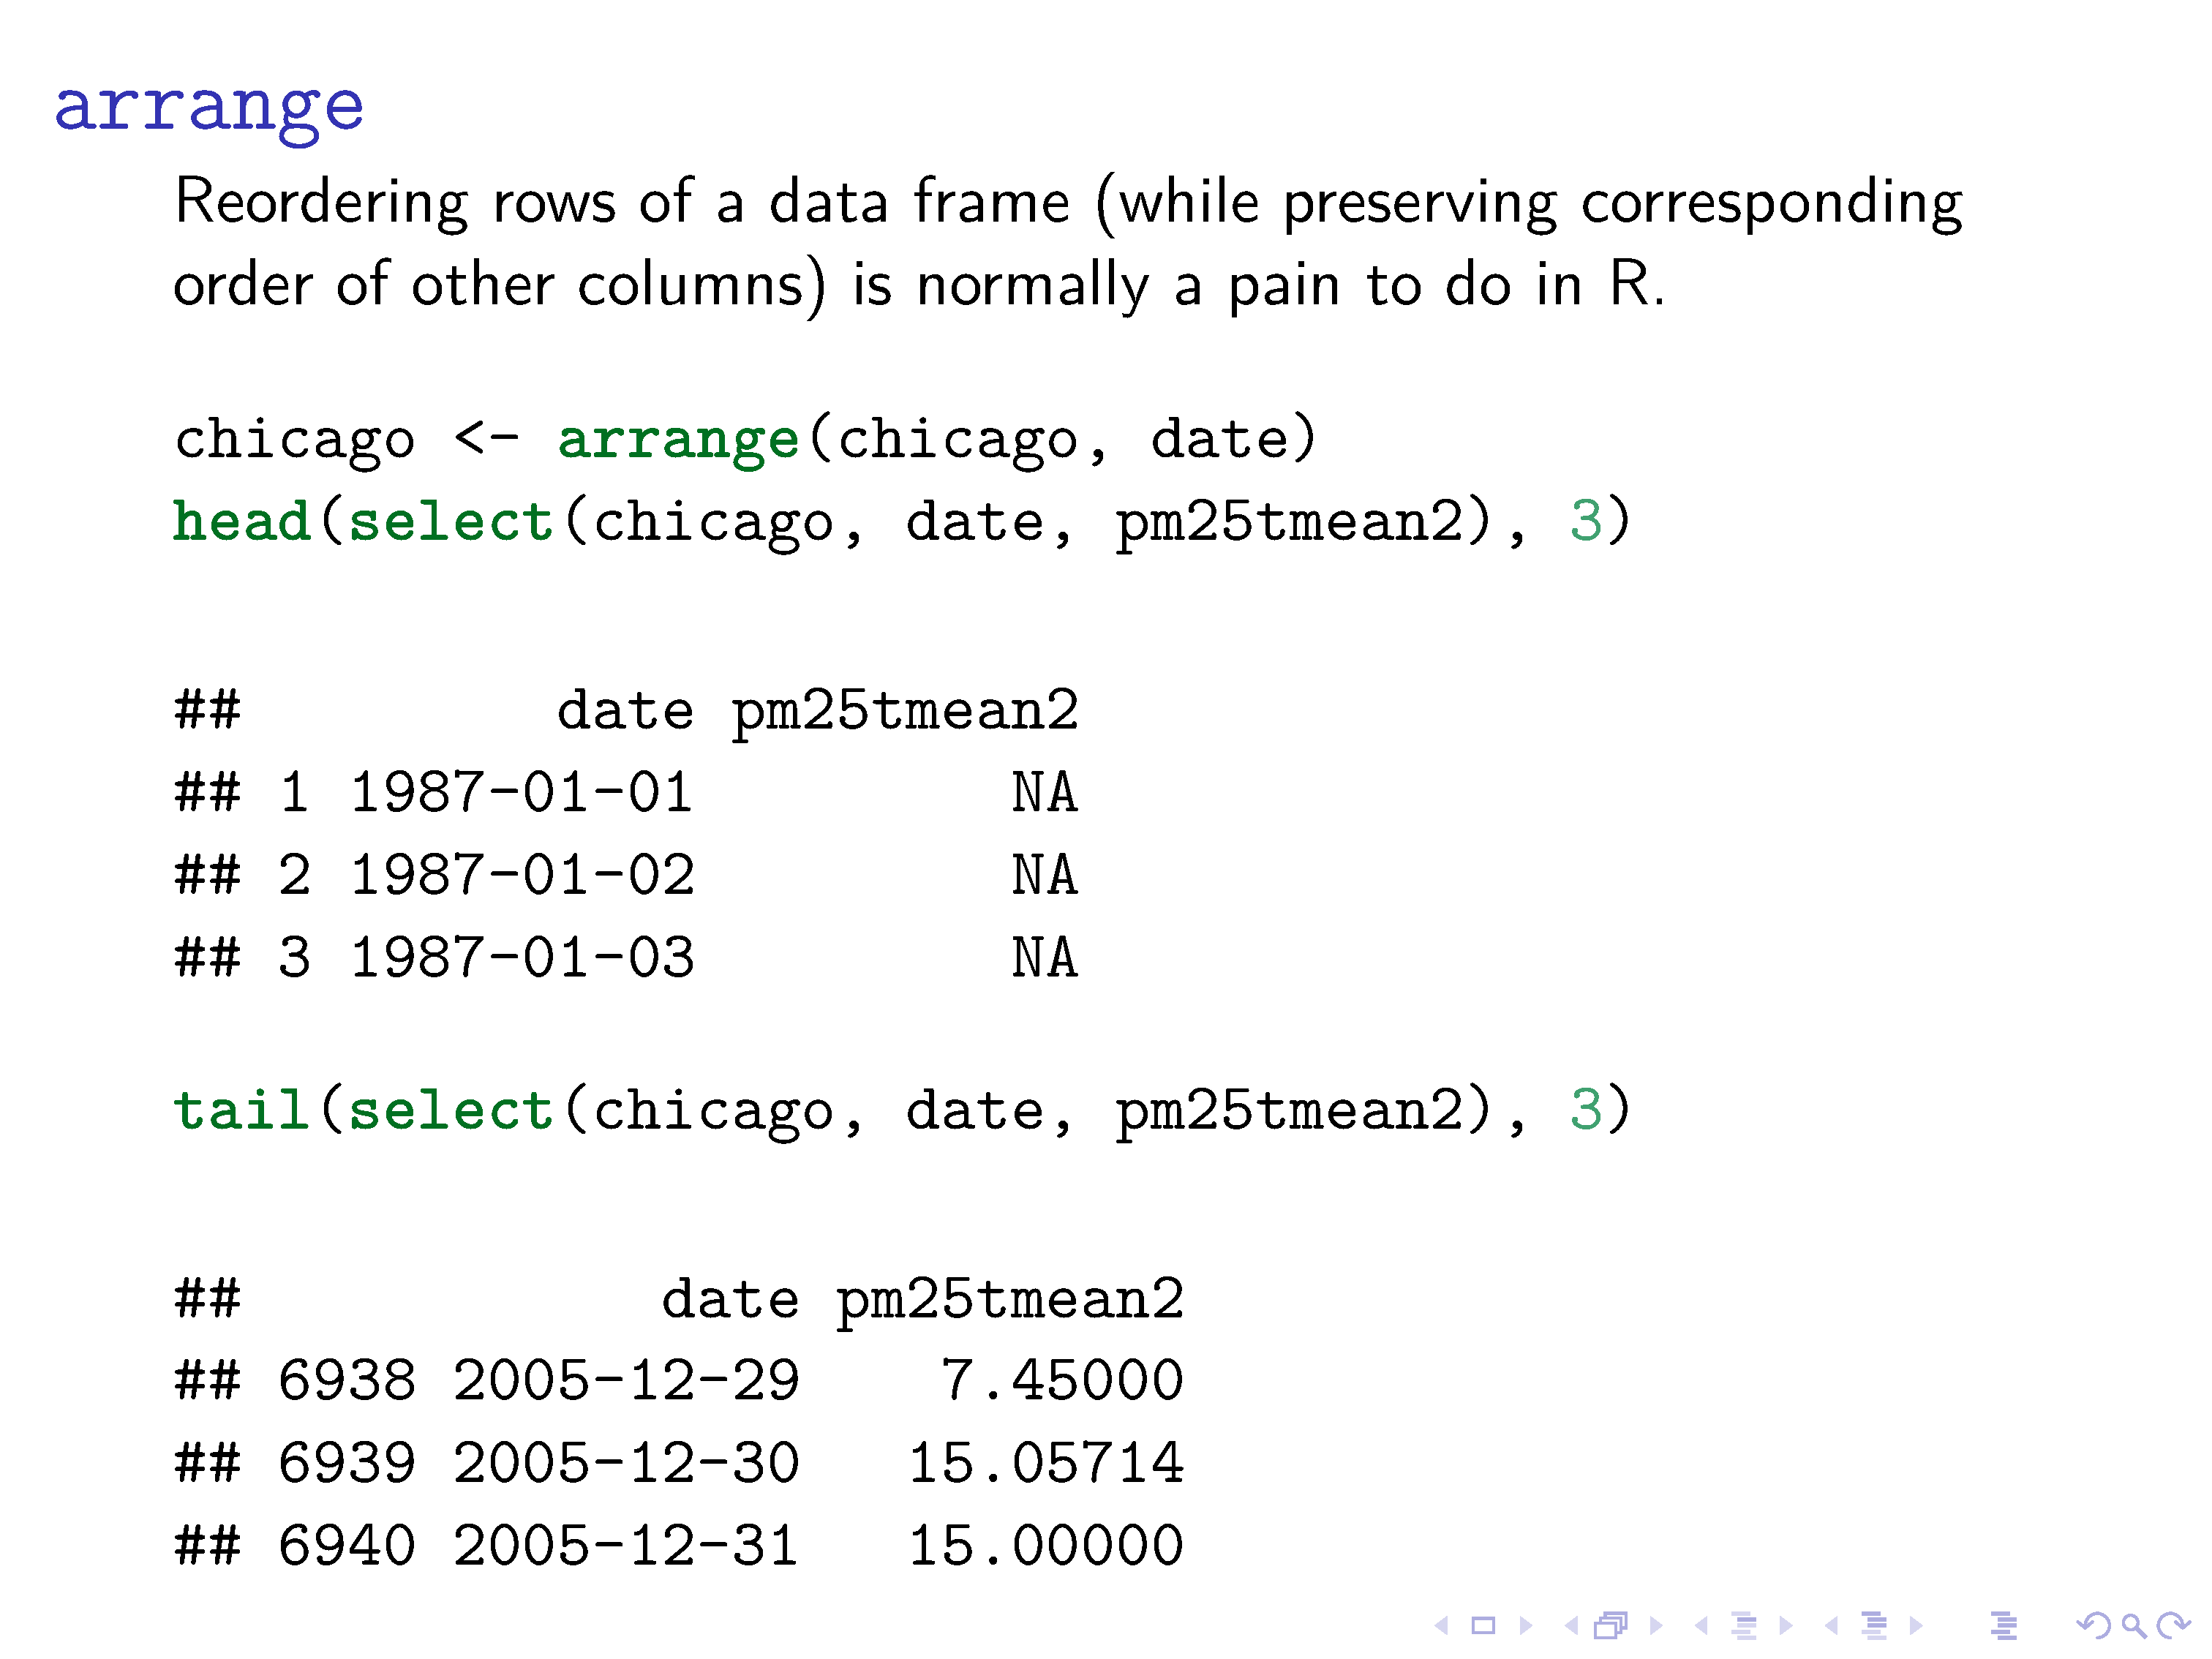 arrange
Reordering rows of a data frame (while preserving corresponding
order of other columns) is normally a pain to do in R.
chicago <- arrange(chicago, date)
head(select(chicago, date, pm25tmean2), 3)
##         date pm25tmean2
## 1 1987-01-01         NA
## 2 1987-01-02         NA
## 3 1987-01-03         NA
tail(select(chicago, date, pm25tmean2), 3)
##            date pm25tmean2
## 6938 2005-12-29    7.45000
## 6939 2005-12-30   15.05714
## 6940 2005-12-31   15.00000